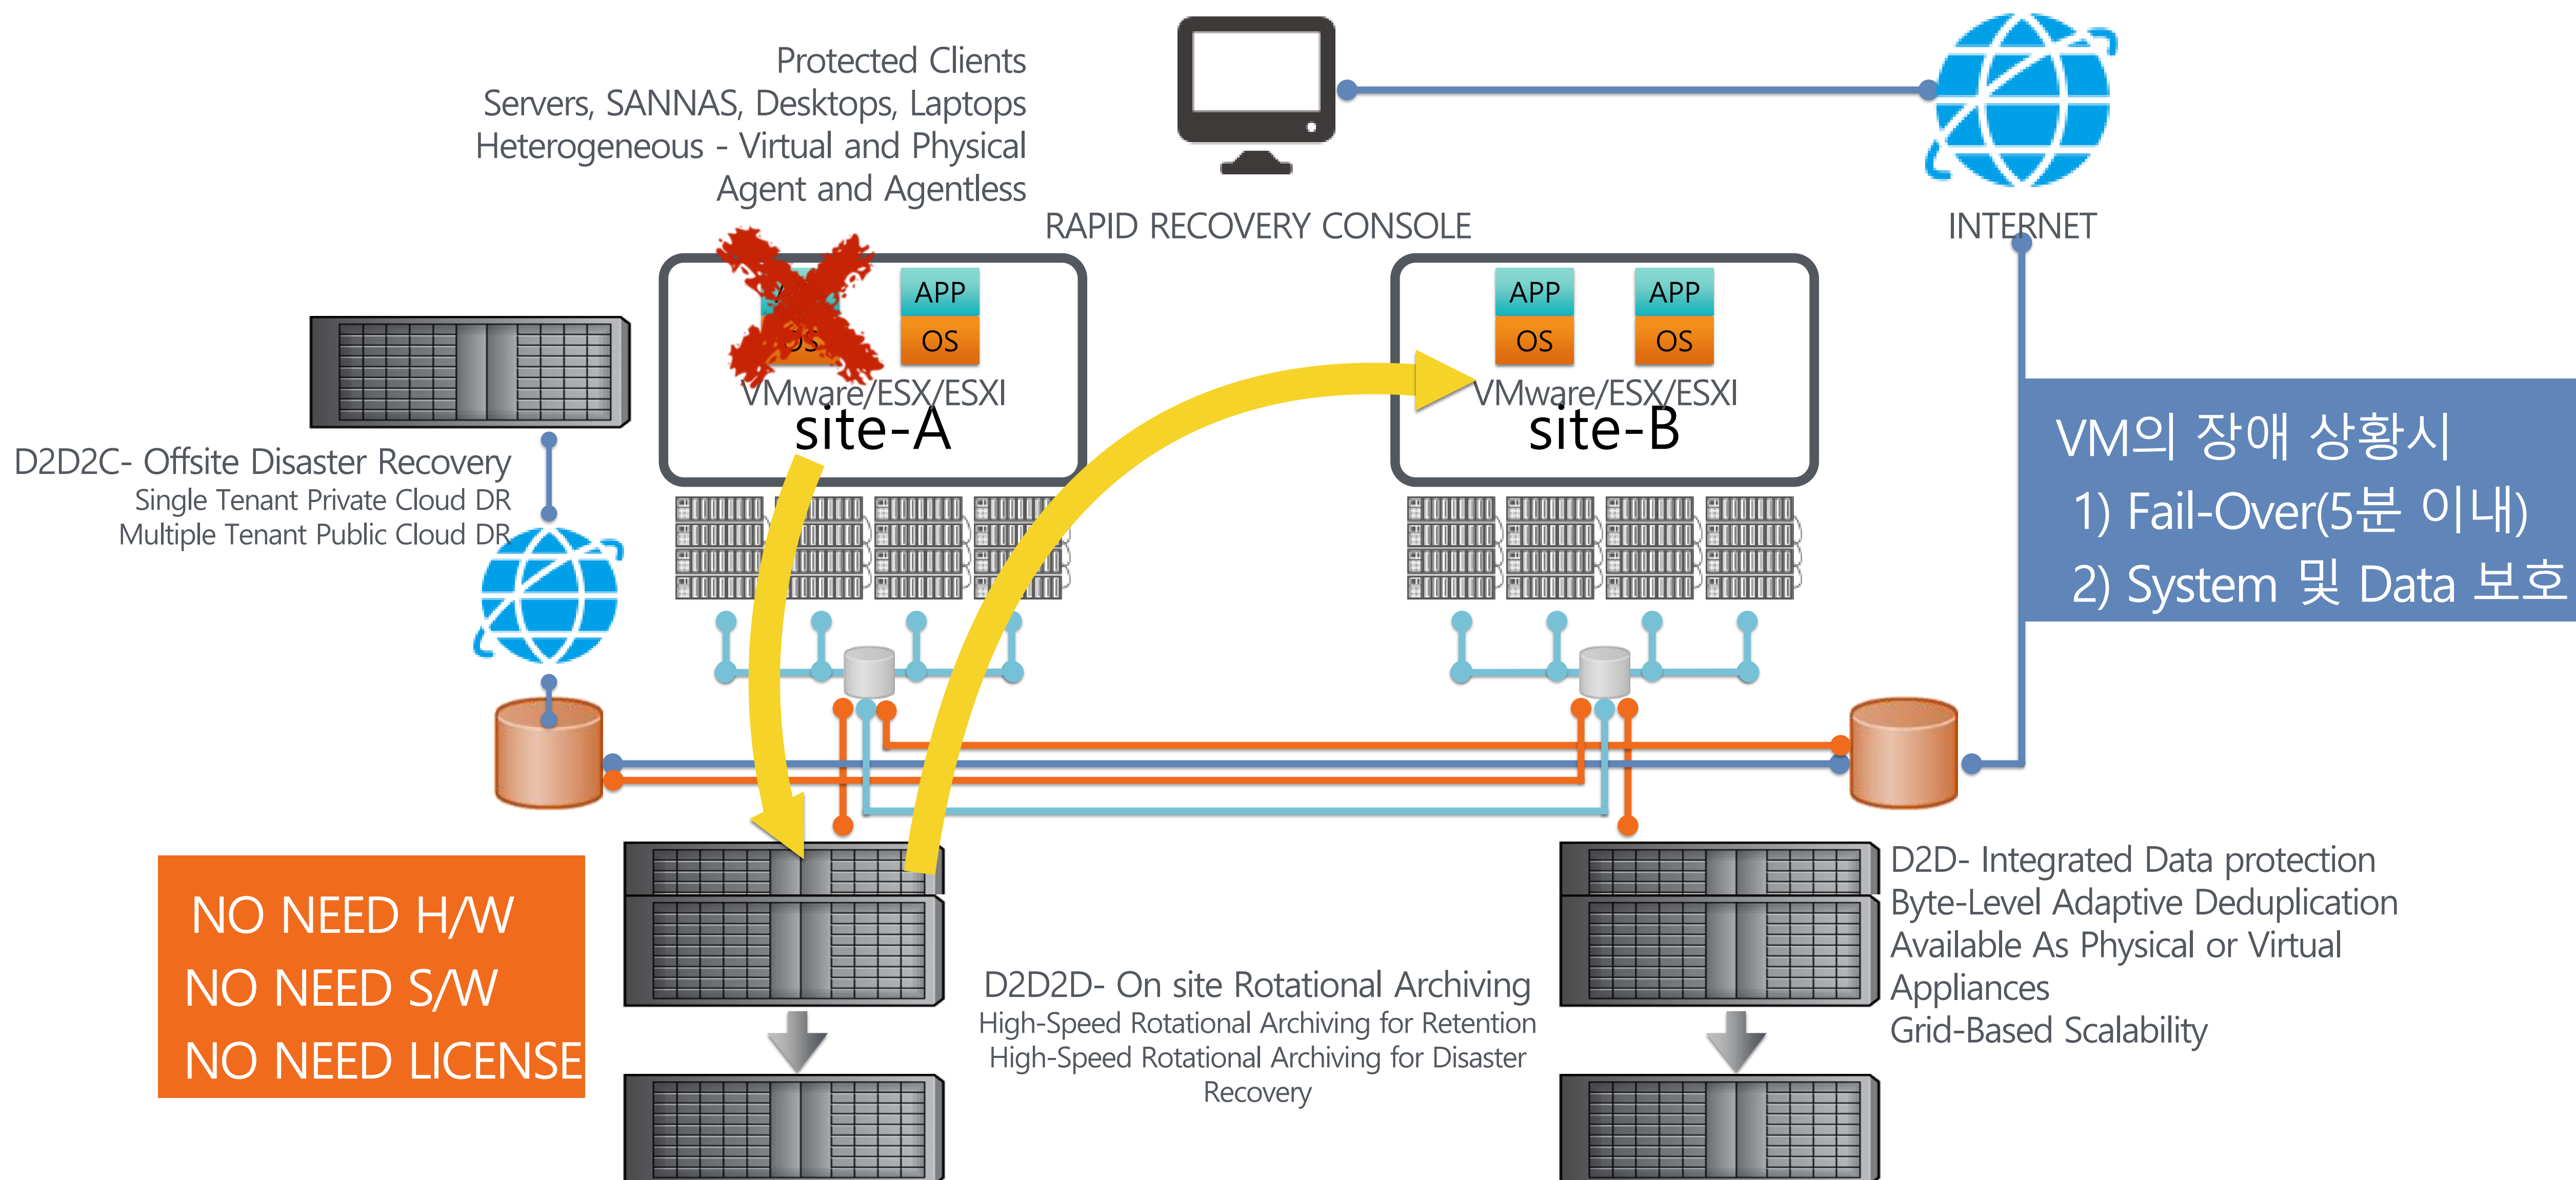 Protected Clients
Servers, SANNAS, Desktops, Laptops
Heterogeneous - Virtual and Physical
Agent and Agentless
RAPID RECOVERY CONSOLE
INTERNET
APP
OS
VMware/ESX/ESXI
site-A
APP
OS
APP
OS
VMware/ESX/ESXI
site-B
D2D2C- Offsite Disaster Recovery
Single Tenant Private Cloud DR
Multiple Tenant Public Cloud DR
VM의 장애 상황시
1) Fail-Over(5분 이내)
2) System 및 Data 보호
NO NEED H/W
NO NEED S/W
NO NEED LICENSE
D2D2D- On site Rotational Archiving
High-Speed Rotational Archiving for Retention
High-Speed Rotational Archiving for Disaster
Recovery
D2D- Integrated Data protection
Byte-Level Adaptive Deduplication
Available As Physical or Virtual
Appliances
Grid-Based Scalability